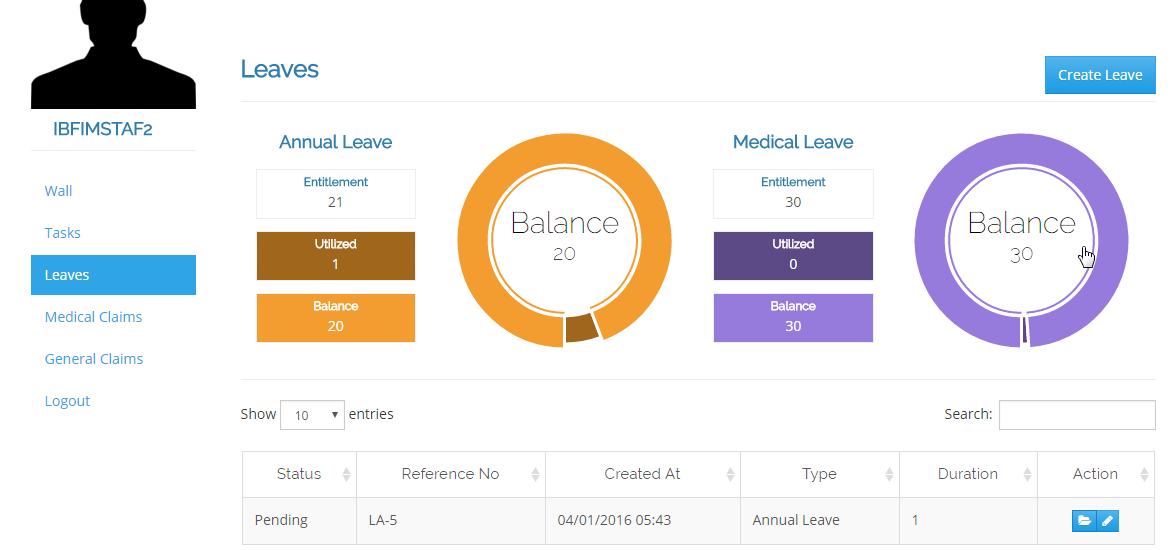 IBFIMSTAF2
Wall
Tasks
Leaves
Medical Claims
General Claims
Logout
Leaves
Create Leave
Annual Leave
Entitlement
21
Utilized
1
Balance
20
Balance
20
Medical Leave
Entitlement
30
Utilized
0
Balance
30
Balance
30
Show 10 entries
Search:
Status Reference No Created At Type Duration Action
Pending LA-5 04/01/2016 05:43 Annual Leave 1